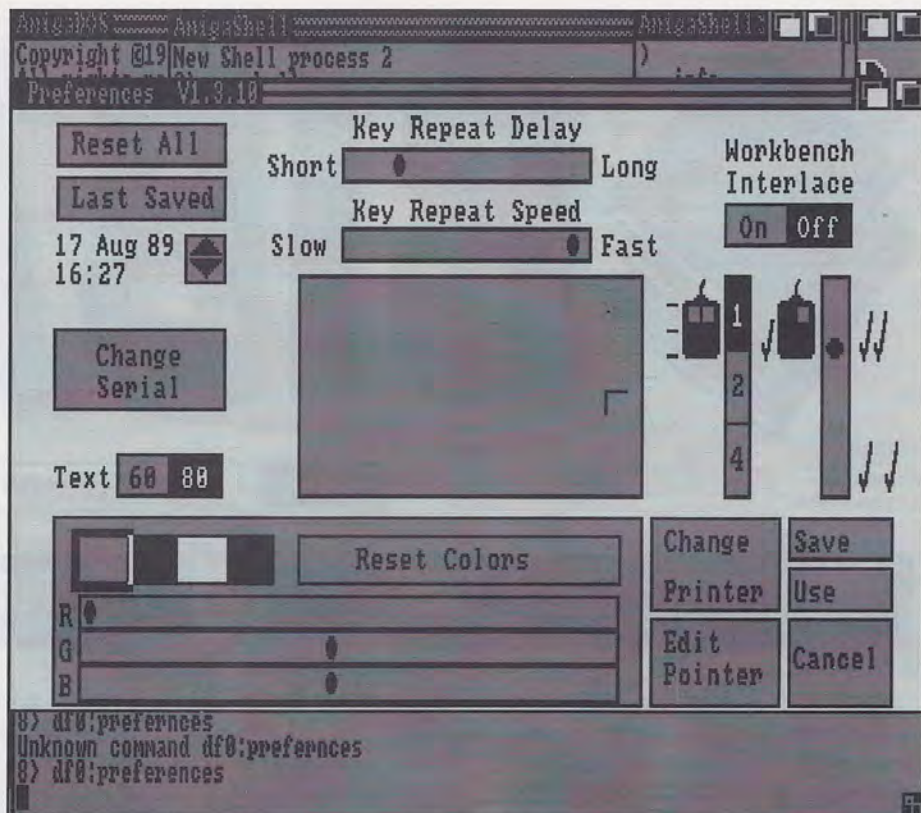 AmigaDOS AmigaShell AmigaShell
Copyright ©19 New Shell process 2 )
Preferences V1.3.10
Reset All
Last Saved
17 Aug 89
16:27
Change
Serial
Text 60 80
Key Repeat Delay
Short Long
Key Repeat Speed
Slow Fast
Workbench
Interlace
On Off
1
2
4
Reset Colors
R
G
B
Change
Printer
Edit
Pointer
Save
Use
Cancel
8> df0:prefernces
Unknown command df0:prefernces
8> df0:preferences